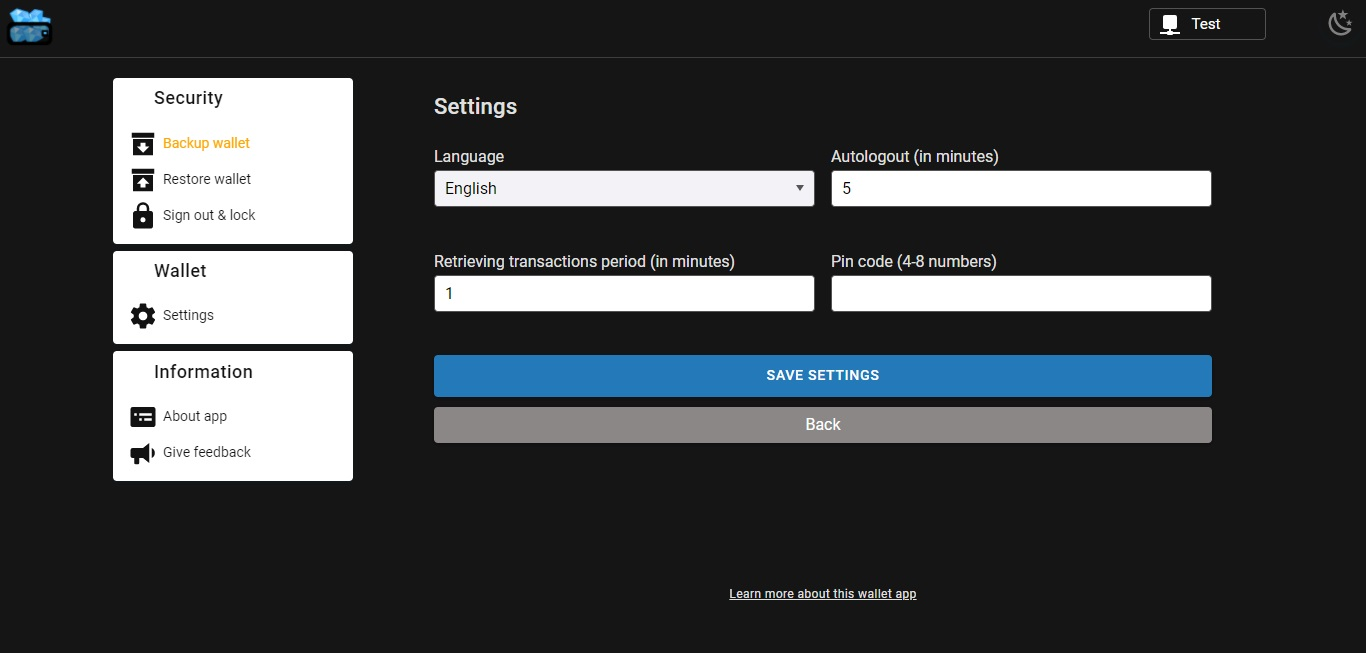 Test
Security
Backup wallet
Restore wallet
Sign out & lock
Wallet
Settings
Information
About app
Give feedback
Settings
Language
English
Autologout (in minutes)
5
Retrieving transactions period (in minutes)
1
Pin code (4-8 numbers)
SAVE SETTINGS
Back
Learn more about this wallet app